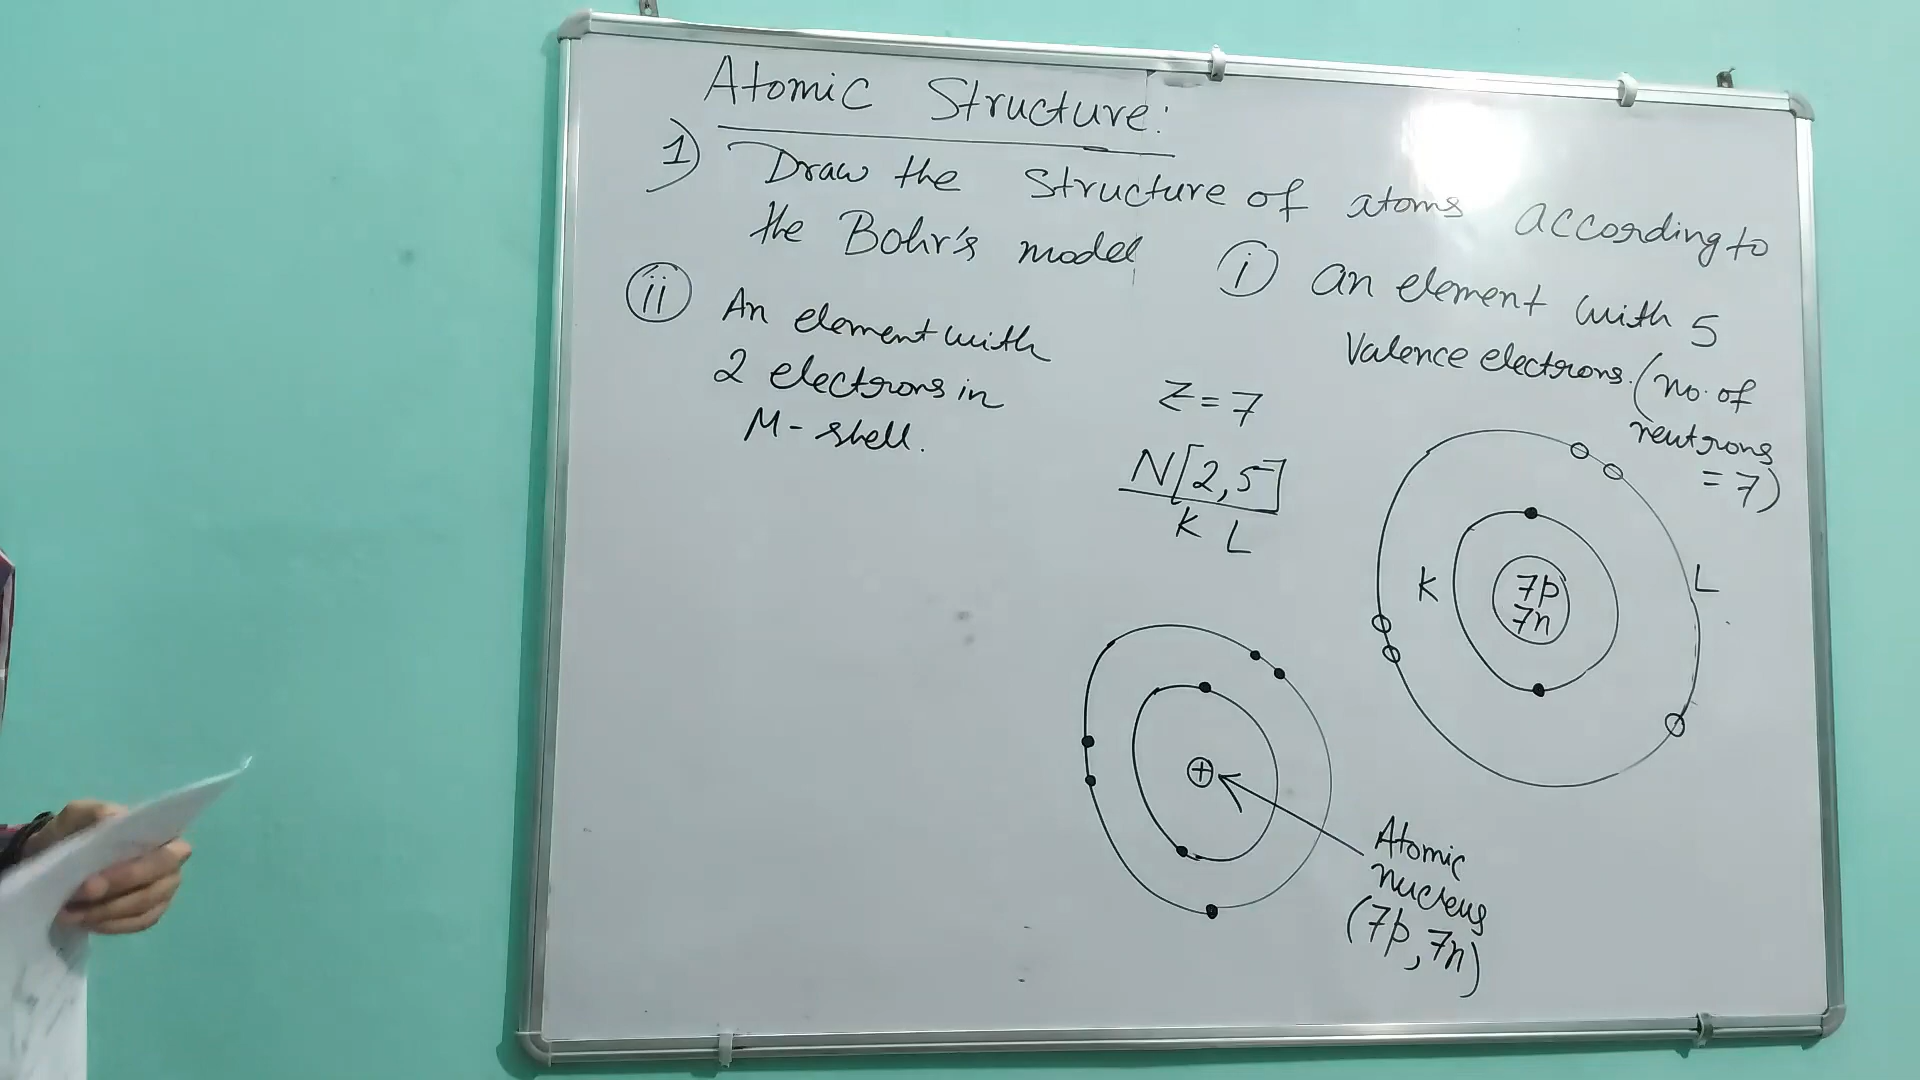 Atomic Structure:
1) Draw the structure of atoms according to
the Bohr's model (i) an element with 5
Valence electrons. (no. of
neutrons
= 7)
(ii) An element with
2 electrons in
M-shell.
Z = 7
N[2,5]
K L
K
7p
7n
L
+
Atomic
nucleus
(7p, 7n)